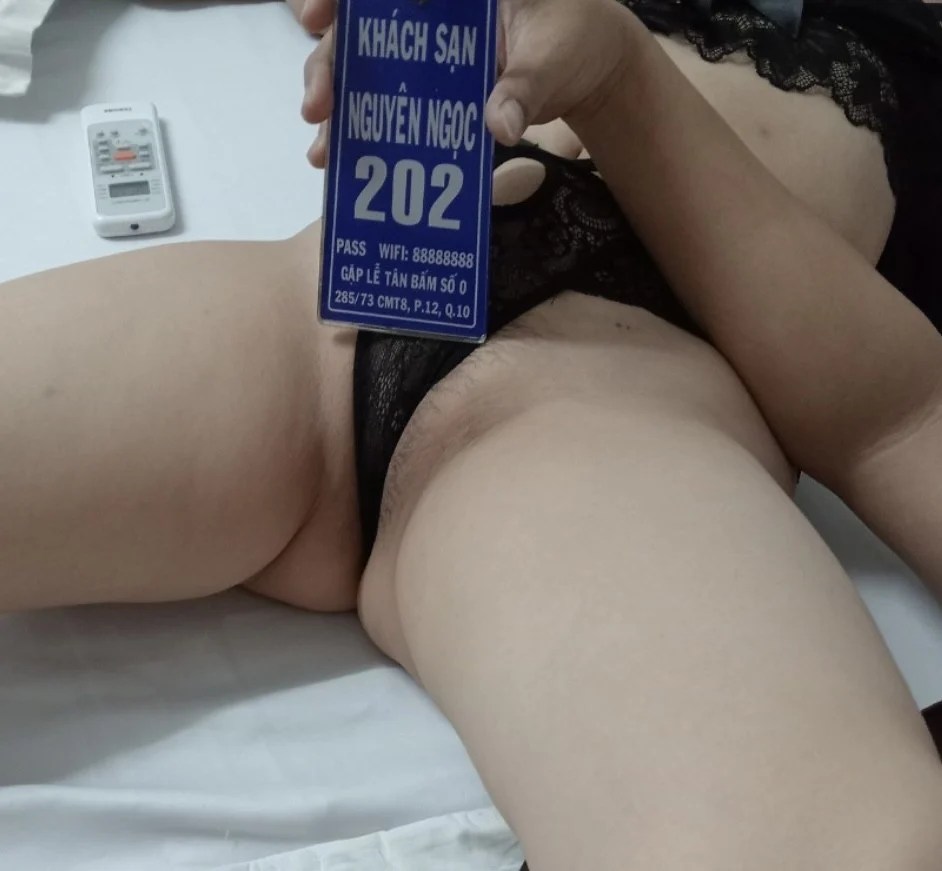 KHÁCH SẠN
NGUYÊN NGỌC
202
PASS WIFI: 88888888
GẶP LỄ TÂN BẤM SỐ 0
285/73 CMT8, P.12, Q.10